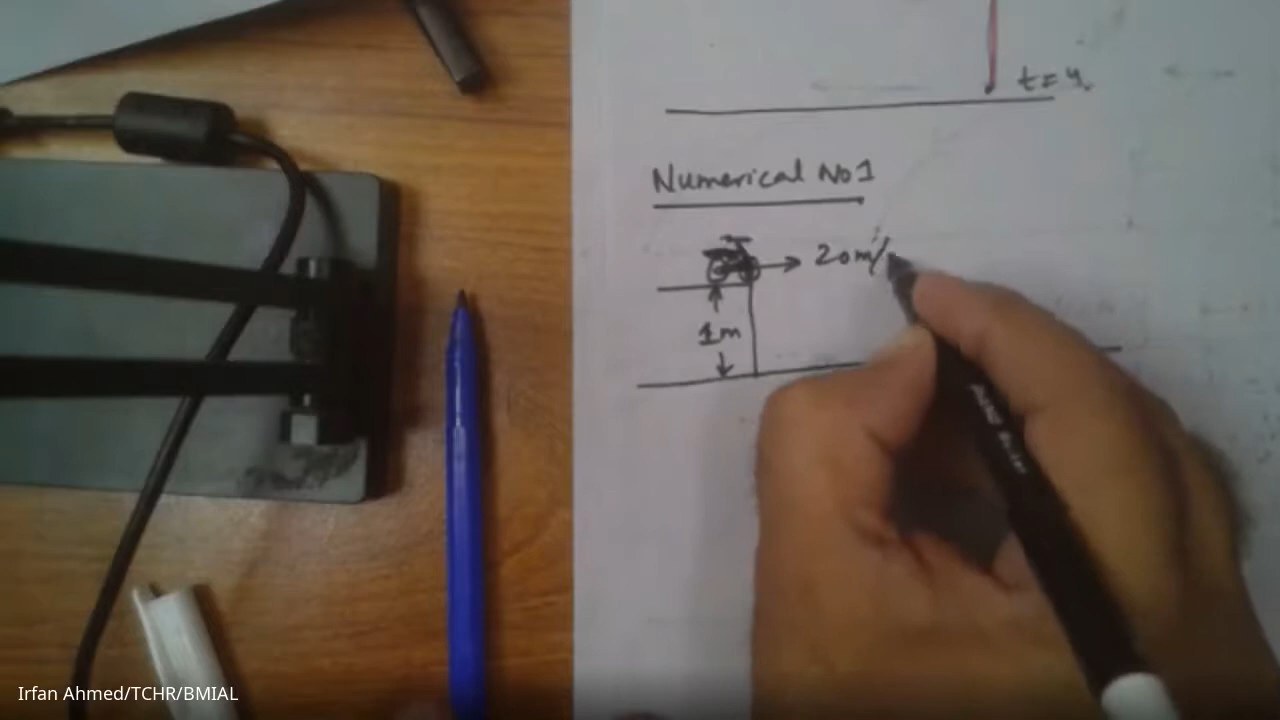 t = 4
Numerical No 1
20m/
1m
Irfan Ahmed/TCHR/BMIAL